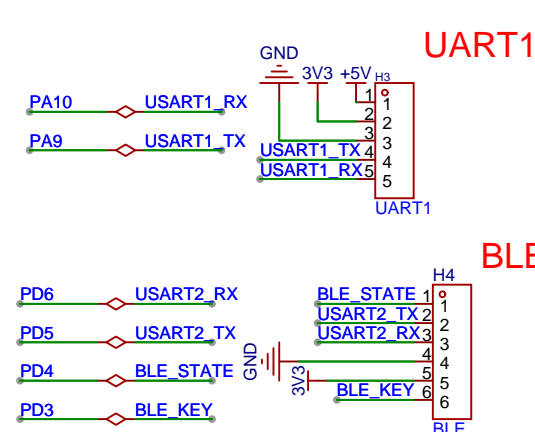 UART1
GND
3V3 +5V H3
PA10 USART1_RX
PA9 USART1_TX
1 1
2 2
3 3
USART1_TX 4 4
USART1_RX 5 5
UART1
BLE
H4
PD6 USART2_RX
PD5 USART2_TX
PD4 BLE_STATE
PD3 BLE_KEY
BLE_STATE 1 1
USART2_TX 2 2
USART2_RX 3 3
GND 4 4
3V3 5 5
BLE_KEY 6 6
BLE